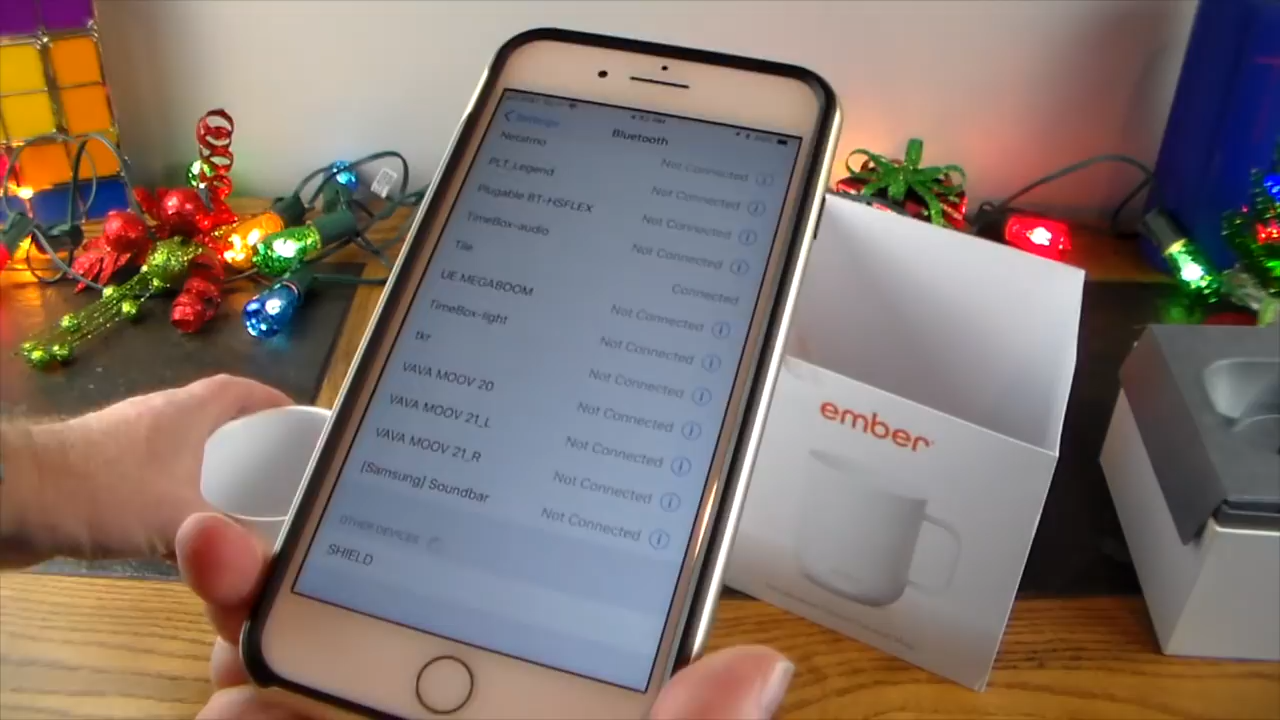 Settings
Bluetooth
Netatmo Not Connected
PLT_Legend Not Connected
Plugable BT-HSFLEX Not Connected
TimeBox-audio Not Connected
Tile Connected
UE MEGABOOM Not Connected
TimeBox-light Not Connected
tkr Not Connected
VAVA MOOV 20 Not Connected
VAVA MOOV 21_L Not Connected
VAVA MOOV 21_R Not Connected
[Samsung] Soundbar Not Connected
OTHER DEVICES
SHIELD
ember